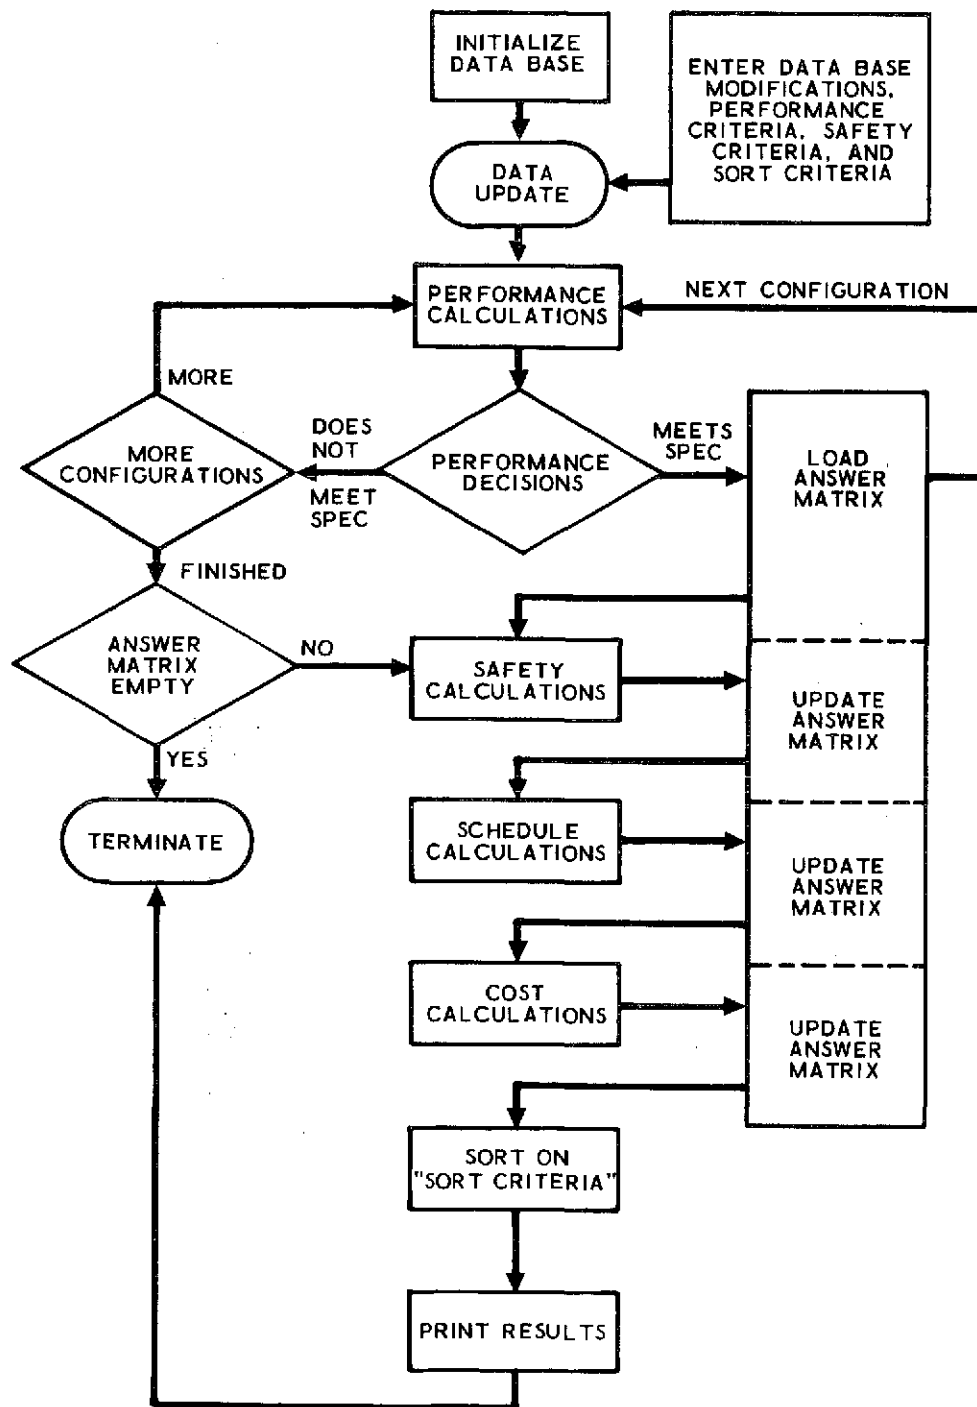 INITIALIZE
DATA BASE
ENTER DATA BASE
MODIFICATIONS,
PERFORMANCE
CRITERIA, SAFETY
CRITERIA, AND
SORT CRITERIA
DATA
UPDATE
PERFORMANCE
CALCULATIONS
NEXT CONFIGURATION
MORE
MORE
CONFIGURATIONS
DOES
NOT
MEET
SPEC
PERFORMANCE
DECISIONS
MEETS
SPEC
LOAD
ANSWER
MATRIX
FINISHED
ANSWER
MATRIX
EMPTY
NO
SAFETY
CALCULATIONS
UPDATE
ANSWER
MATRIX
YES
TERMINATE
SCHEDULE
CALCULATIONS
UPDATE
ANSWER
MATRIX
COST
CALCULATIONS
UPDATE
ANSWER
MATRIX
SORT ON
"SORT CRITERIA"
PRINT RESULTS